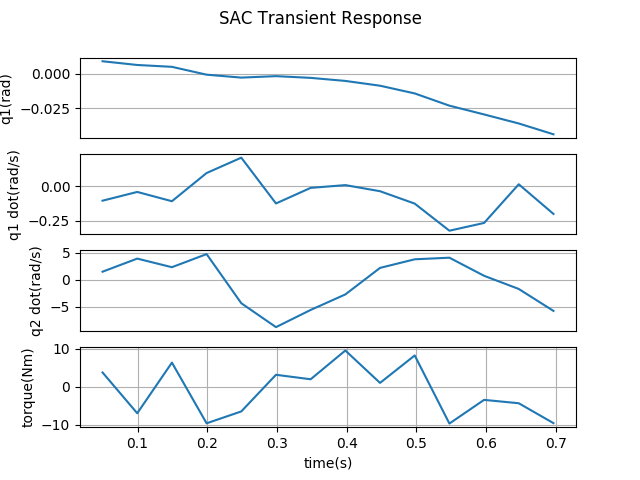 SAC Transient Response
0.000
−0.025
q1(rad)
0.00
−0.25
q1 dot(rad/s)
5
0
−5
q2 dot(rad/s)
10
0
−10
torque(Nm)
0.1 0.2 0.3 0.4 0.5 0.6 0.7
time(s)